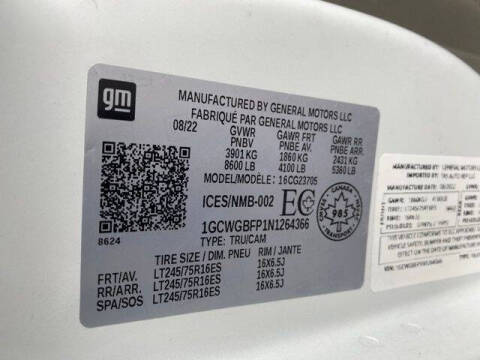 gm
MANUFACTURED BY GENERAL MOTORS LLC
FABRIQUÉ PAR GENERAL MOTORS LLC
08/22 GVWR GAWR FRT GAWR RR
PNBV PNBE AV. PNBE ARR
3901 KG 1860 KG 2431 KG
8600 LB 4100 LB 5360 LB
MODEL/MODÈLE: 16CG23705
ICES/NMB-002 EC CANADA 985
1GCWGBFP1N1264366
8624
TYPE: TRU/CAM
TIRE SIZE / DIM. PNEU RIM / JANTE
FRT/AV. LT245/75R16ES 16X6.5J
RR/ARR. LT245/75R16ES 16X6.5J
SPA/SOS LT245/75R16ES 16X6.5J
IMPORTED BY: